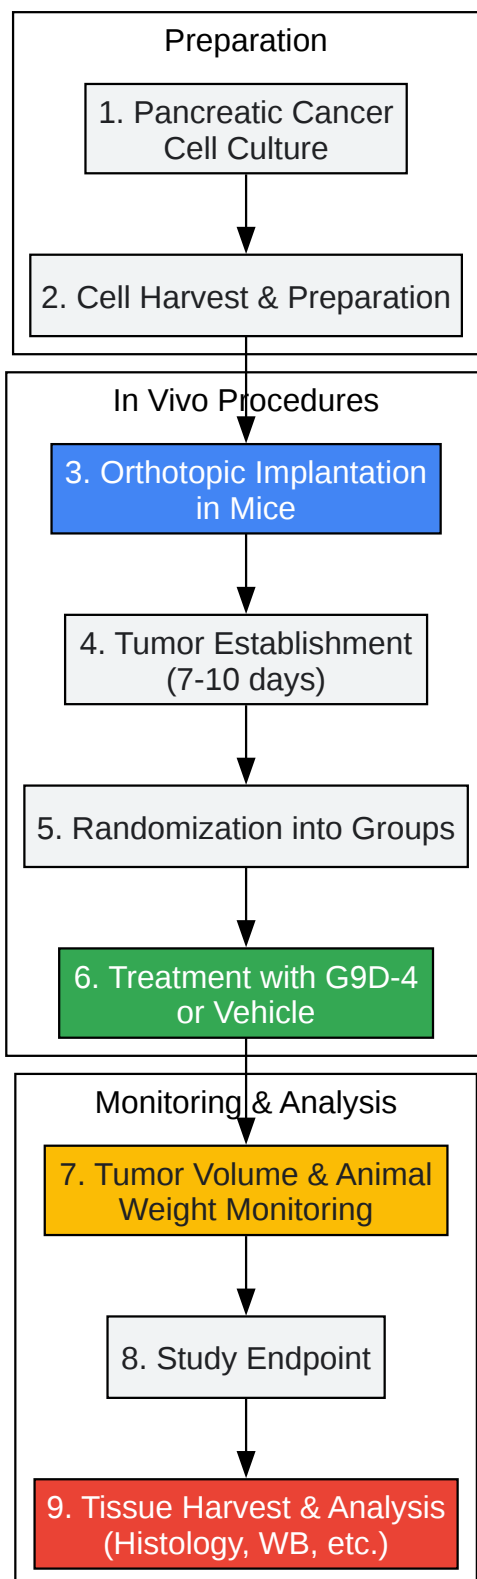 Preparation
1. Pancreatic Cancer
Cell Culture
2. Cell Harvest & Preparation
In Vivo Procedures
3. Orthotopic Implantation
in Mice
4. Tumor Establishment
(7-10 days)
5. Randomization into Groups
6. Treatment with G9D-4
or Vehicle
Monitoring & Analysis
7. Tumor Volume & Animal
Weight Monitoring
8. Study Endpoint
9. Tissue Harvest & Analysis
(Histology, WB, etc.)